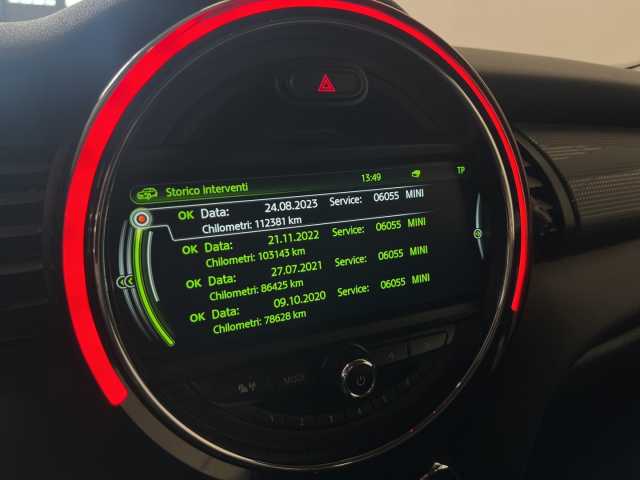 Storico interventi 13:49 TP
OK Data: 24.08.2023 Service: 06055 MINI
Chilometri: 112381 km
OK Data: 21.11.2022 Service: 06055 MINI
Chilometri: 103143 km
OK Data: 27.07.2021 Service: 06055 MINI
Chilometri: 86425 km
OK Data: 09.10.2020 Service: 06055 MINI
Chilometri: 78628 km
MODE